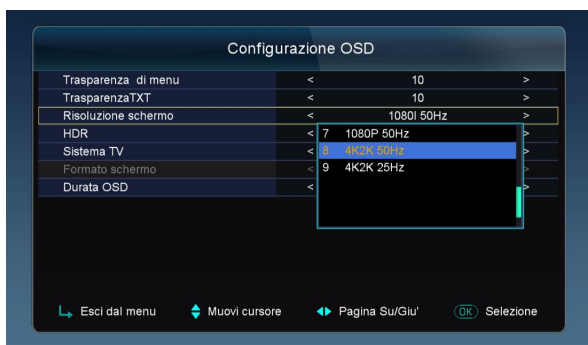 Configurazione OSD
Trasparenza di menu < 10 >
TrasparenzaTXT < 10 >
Risoluzione schermo < 1080I 50Hz >
HDR < 7 1080P 50Hz >
Sistema TV < 8 4K2K 50Hz >
Formato schermo < 9 4K2K 25Hz >
Durata OSD < >
Esci dal menu Muovi cursore Pagina Su/Giu' OK Selezione